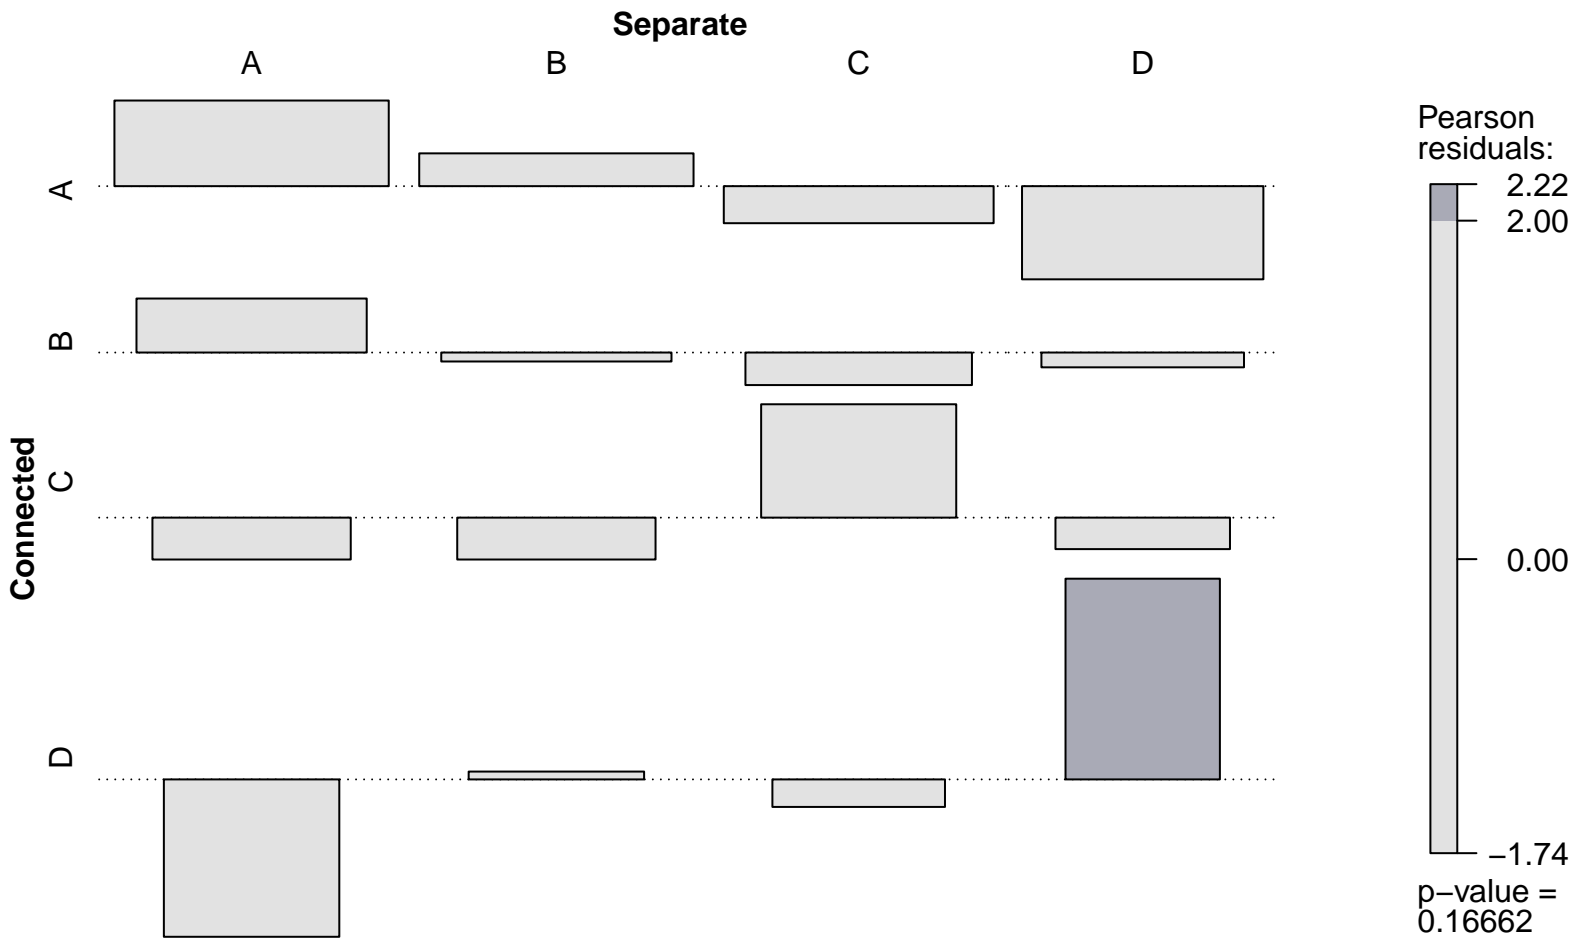 Separate
A
B
C
D
Connected
A
B
C
D
Pearson
residuals:
2.22
2.00
0.00
−1.74
p−value =
0.16662